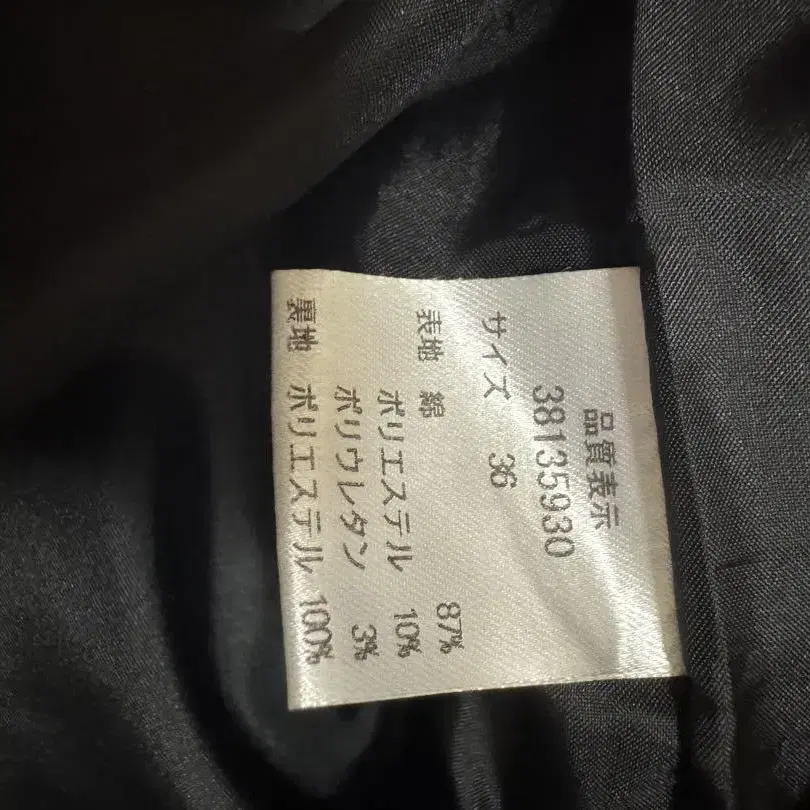 品質表示
38135930
サイズ 36
表地 綿 87%
ポリエステル 10%
ポリウレタン 3%
裏地 ポリエステル 100%